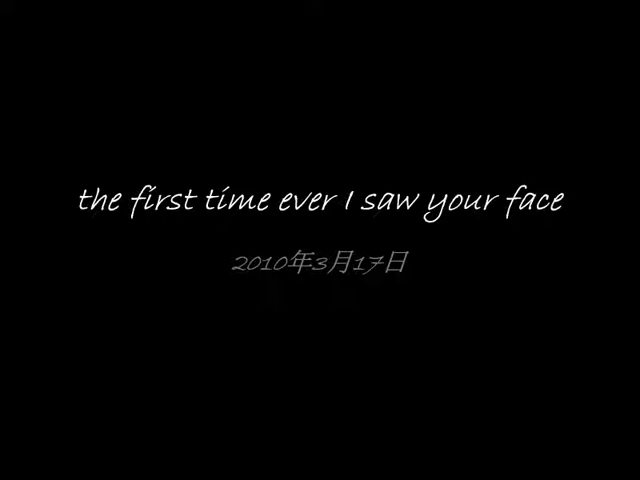 the first time ever I saw your face
2010年3月17日